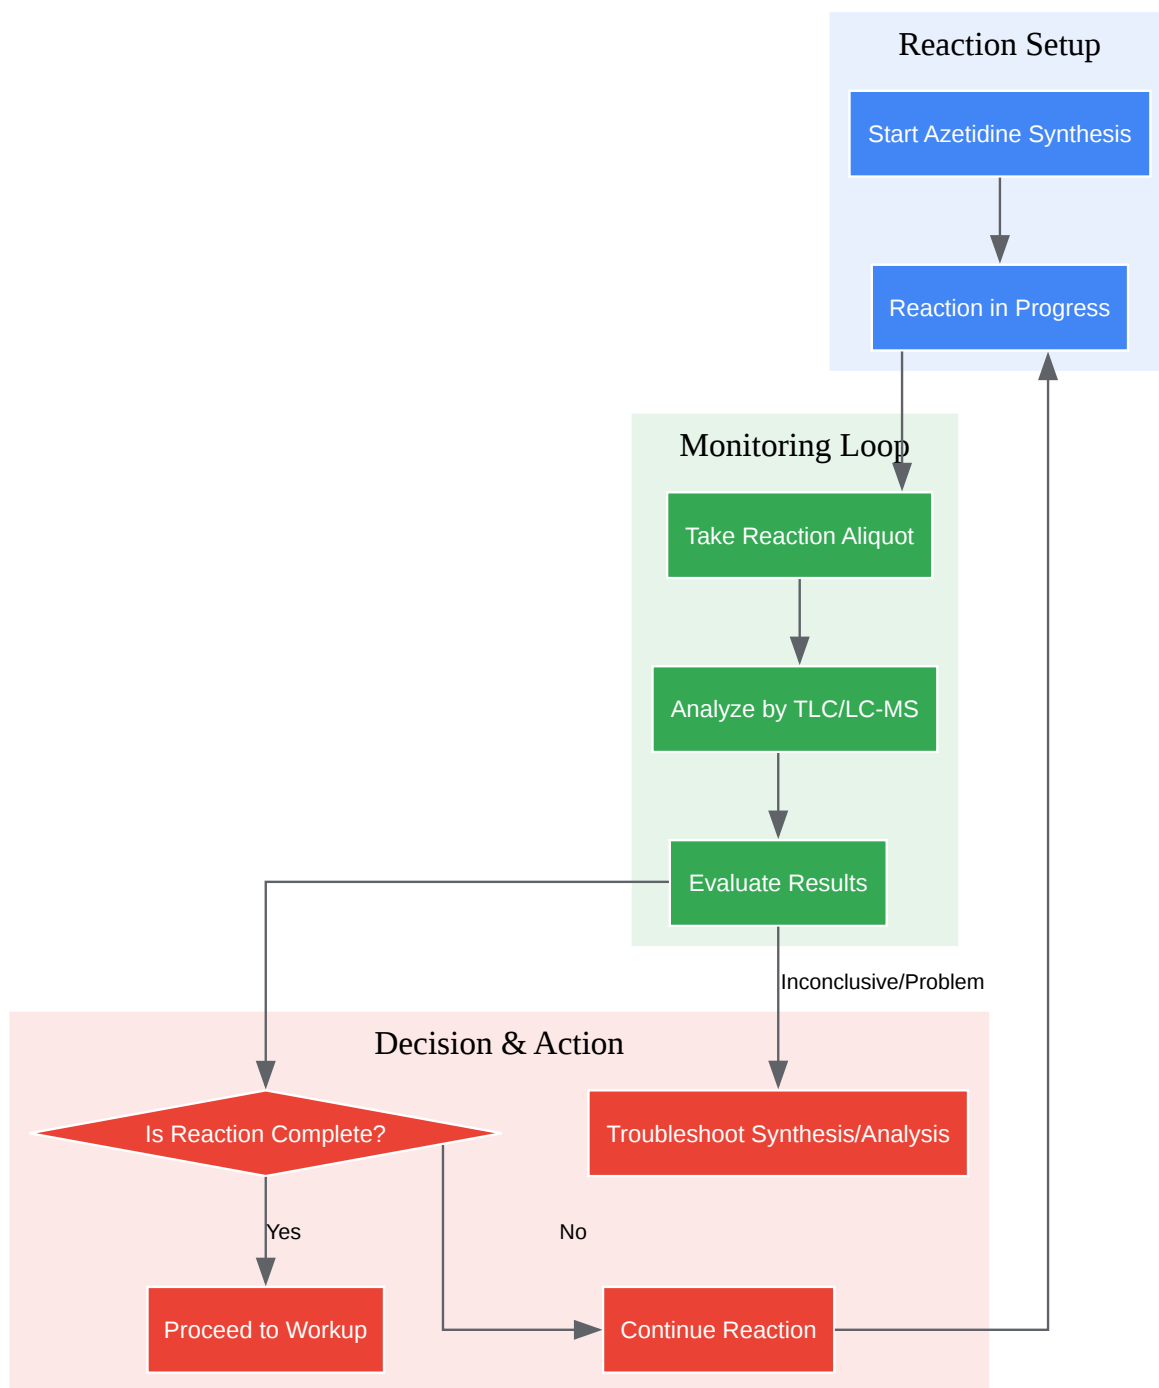 Reaction Setup
Start Azetidine Synthesis
Reaction in Progress
Monitoring Loop
Take Reaction Aliquot
Analyze by TLC/LC-MS
Evaluate Results
Inconclusive/Problem
Decision & Action
Is Reaction Complete?
Troubleshoot Synthesis/Analysis
Yes
No
Proceed to Workup
Continue Reaction